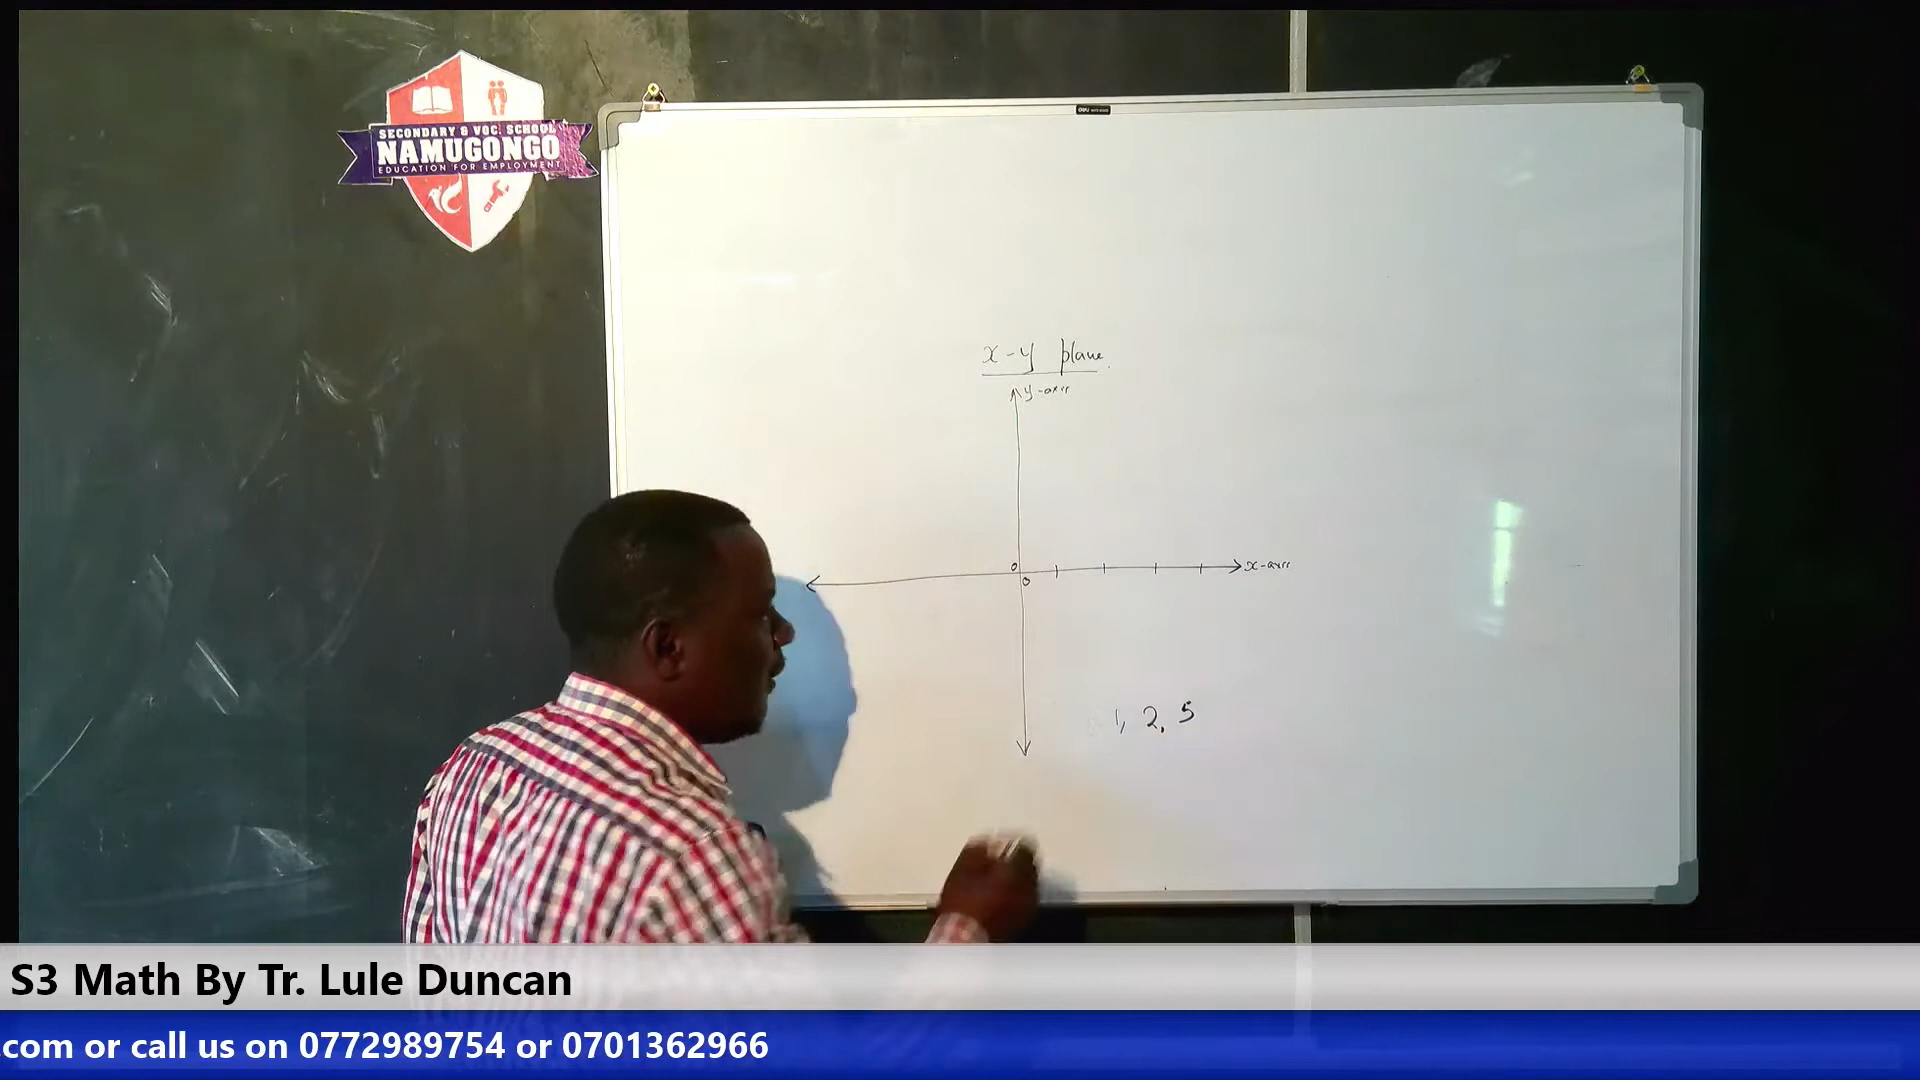 SECONDARY & VOC. SCHOOL
NAMUGONGO
EDUCATION FOR EMPLOYMENT
x-y plane.
y-axis
0
x-axis
0
1, 2, 5
S3 Math By Tr. Lule Duncan
.com or call us on 0772989754 or 0701362966